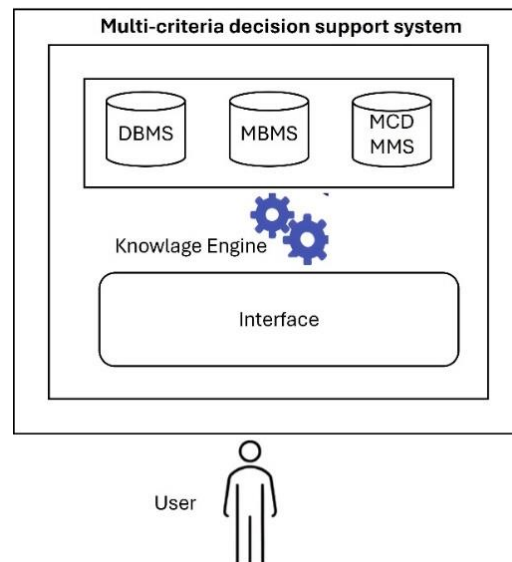 Multi-criteria decision support system
DBMS
MBMS
MCD
MMS
Knowlage Engine
Interface
User